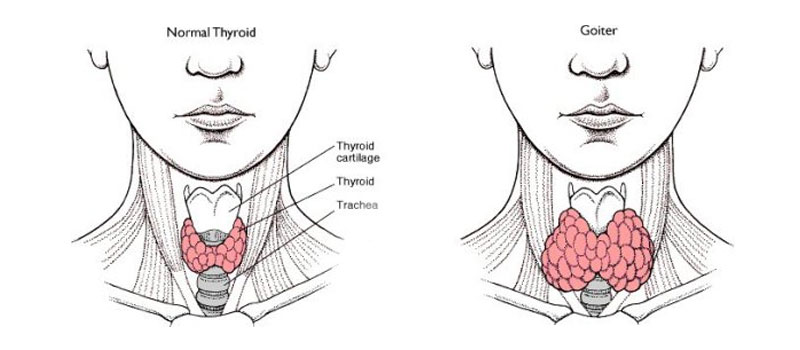 Normal Thyroid
Goiter
Thyroid
cartilage
Thyroid
Trachea